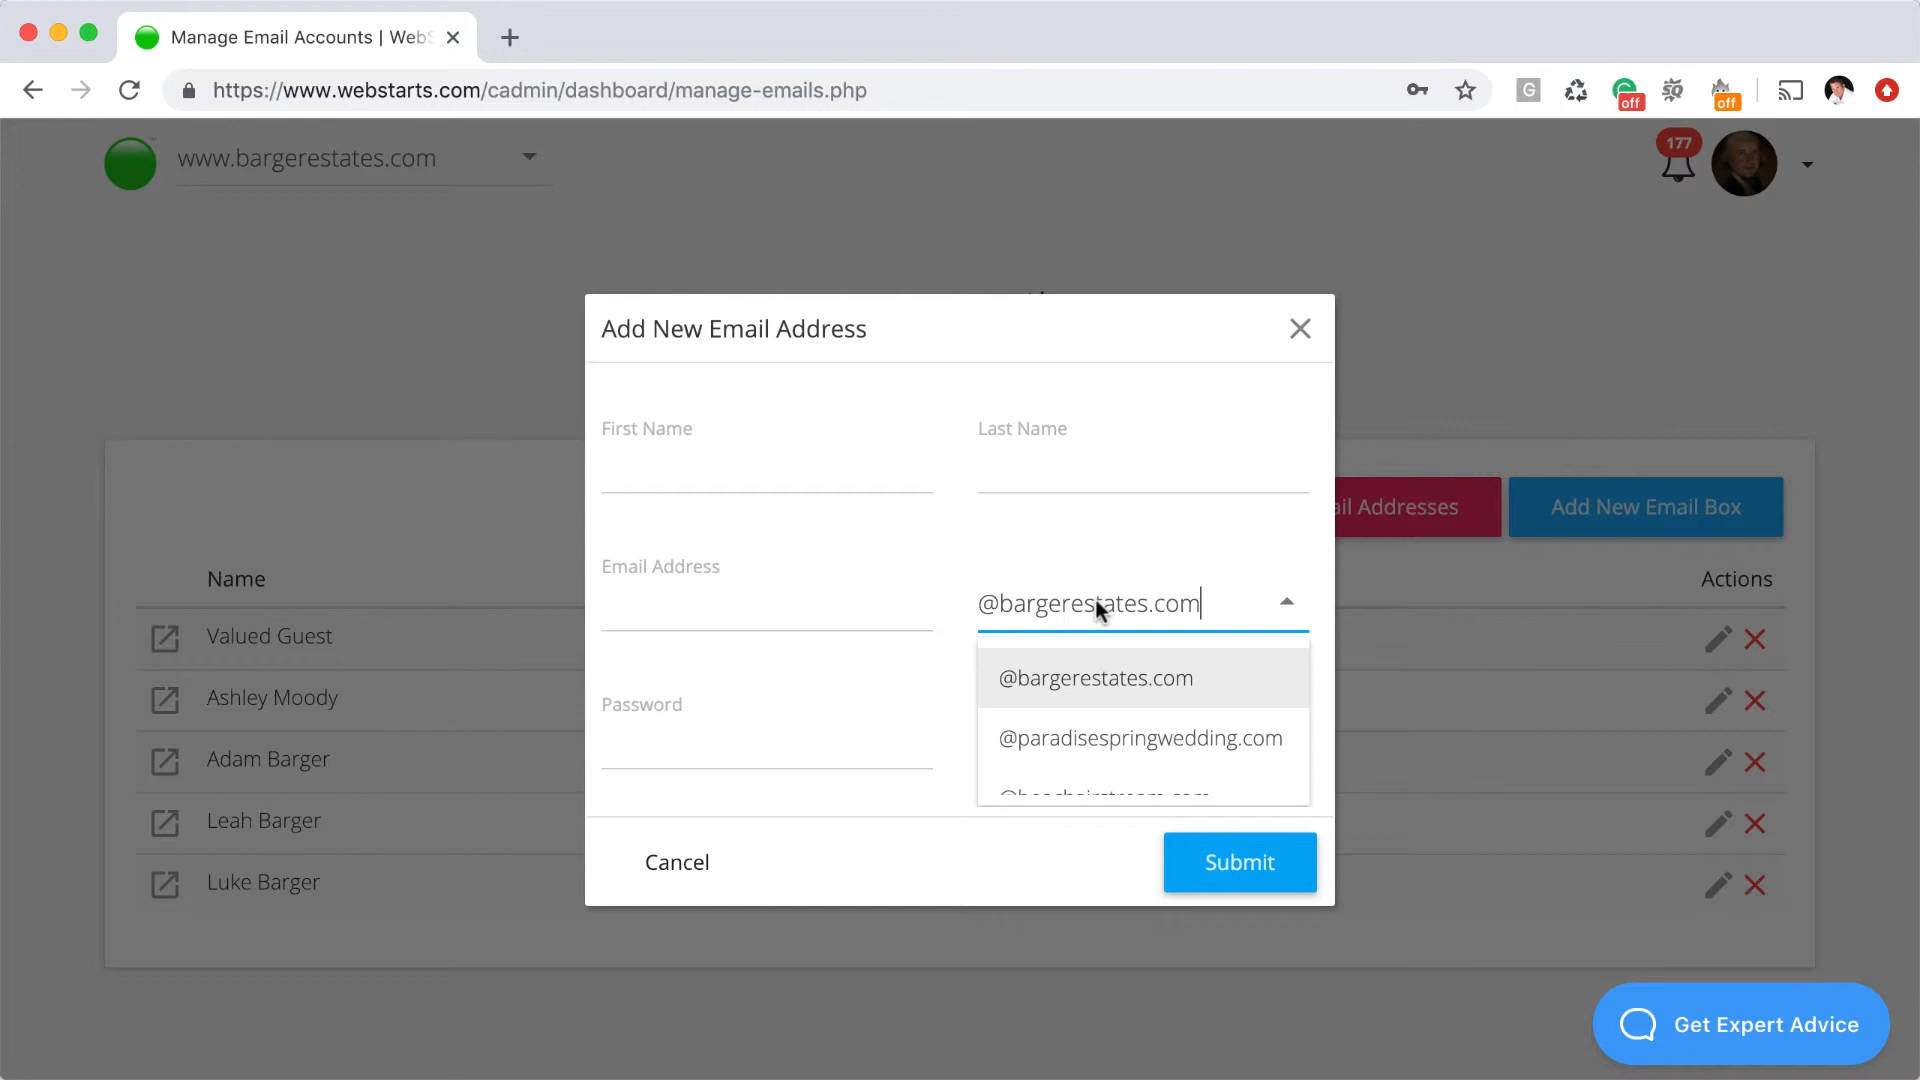 Manage Email Accounts | WebS
https://www.webstarts.com/cadmin/dashboard/manage-emails.php
G
off
SQ
off
www.bargerestates.com
177
Add New Email Address
First Name
Last Name
ail Addresses
Add New Email Box
Email Address
@bargerestates.com
Name
Actions
Valued Guest
@bargerestates.com
Ashley Moody
Password
@paradisespringwedding.com
Adam Barger
Leah Barger
Cancel
Submit
Luke Barger
Get Expert Advice